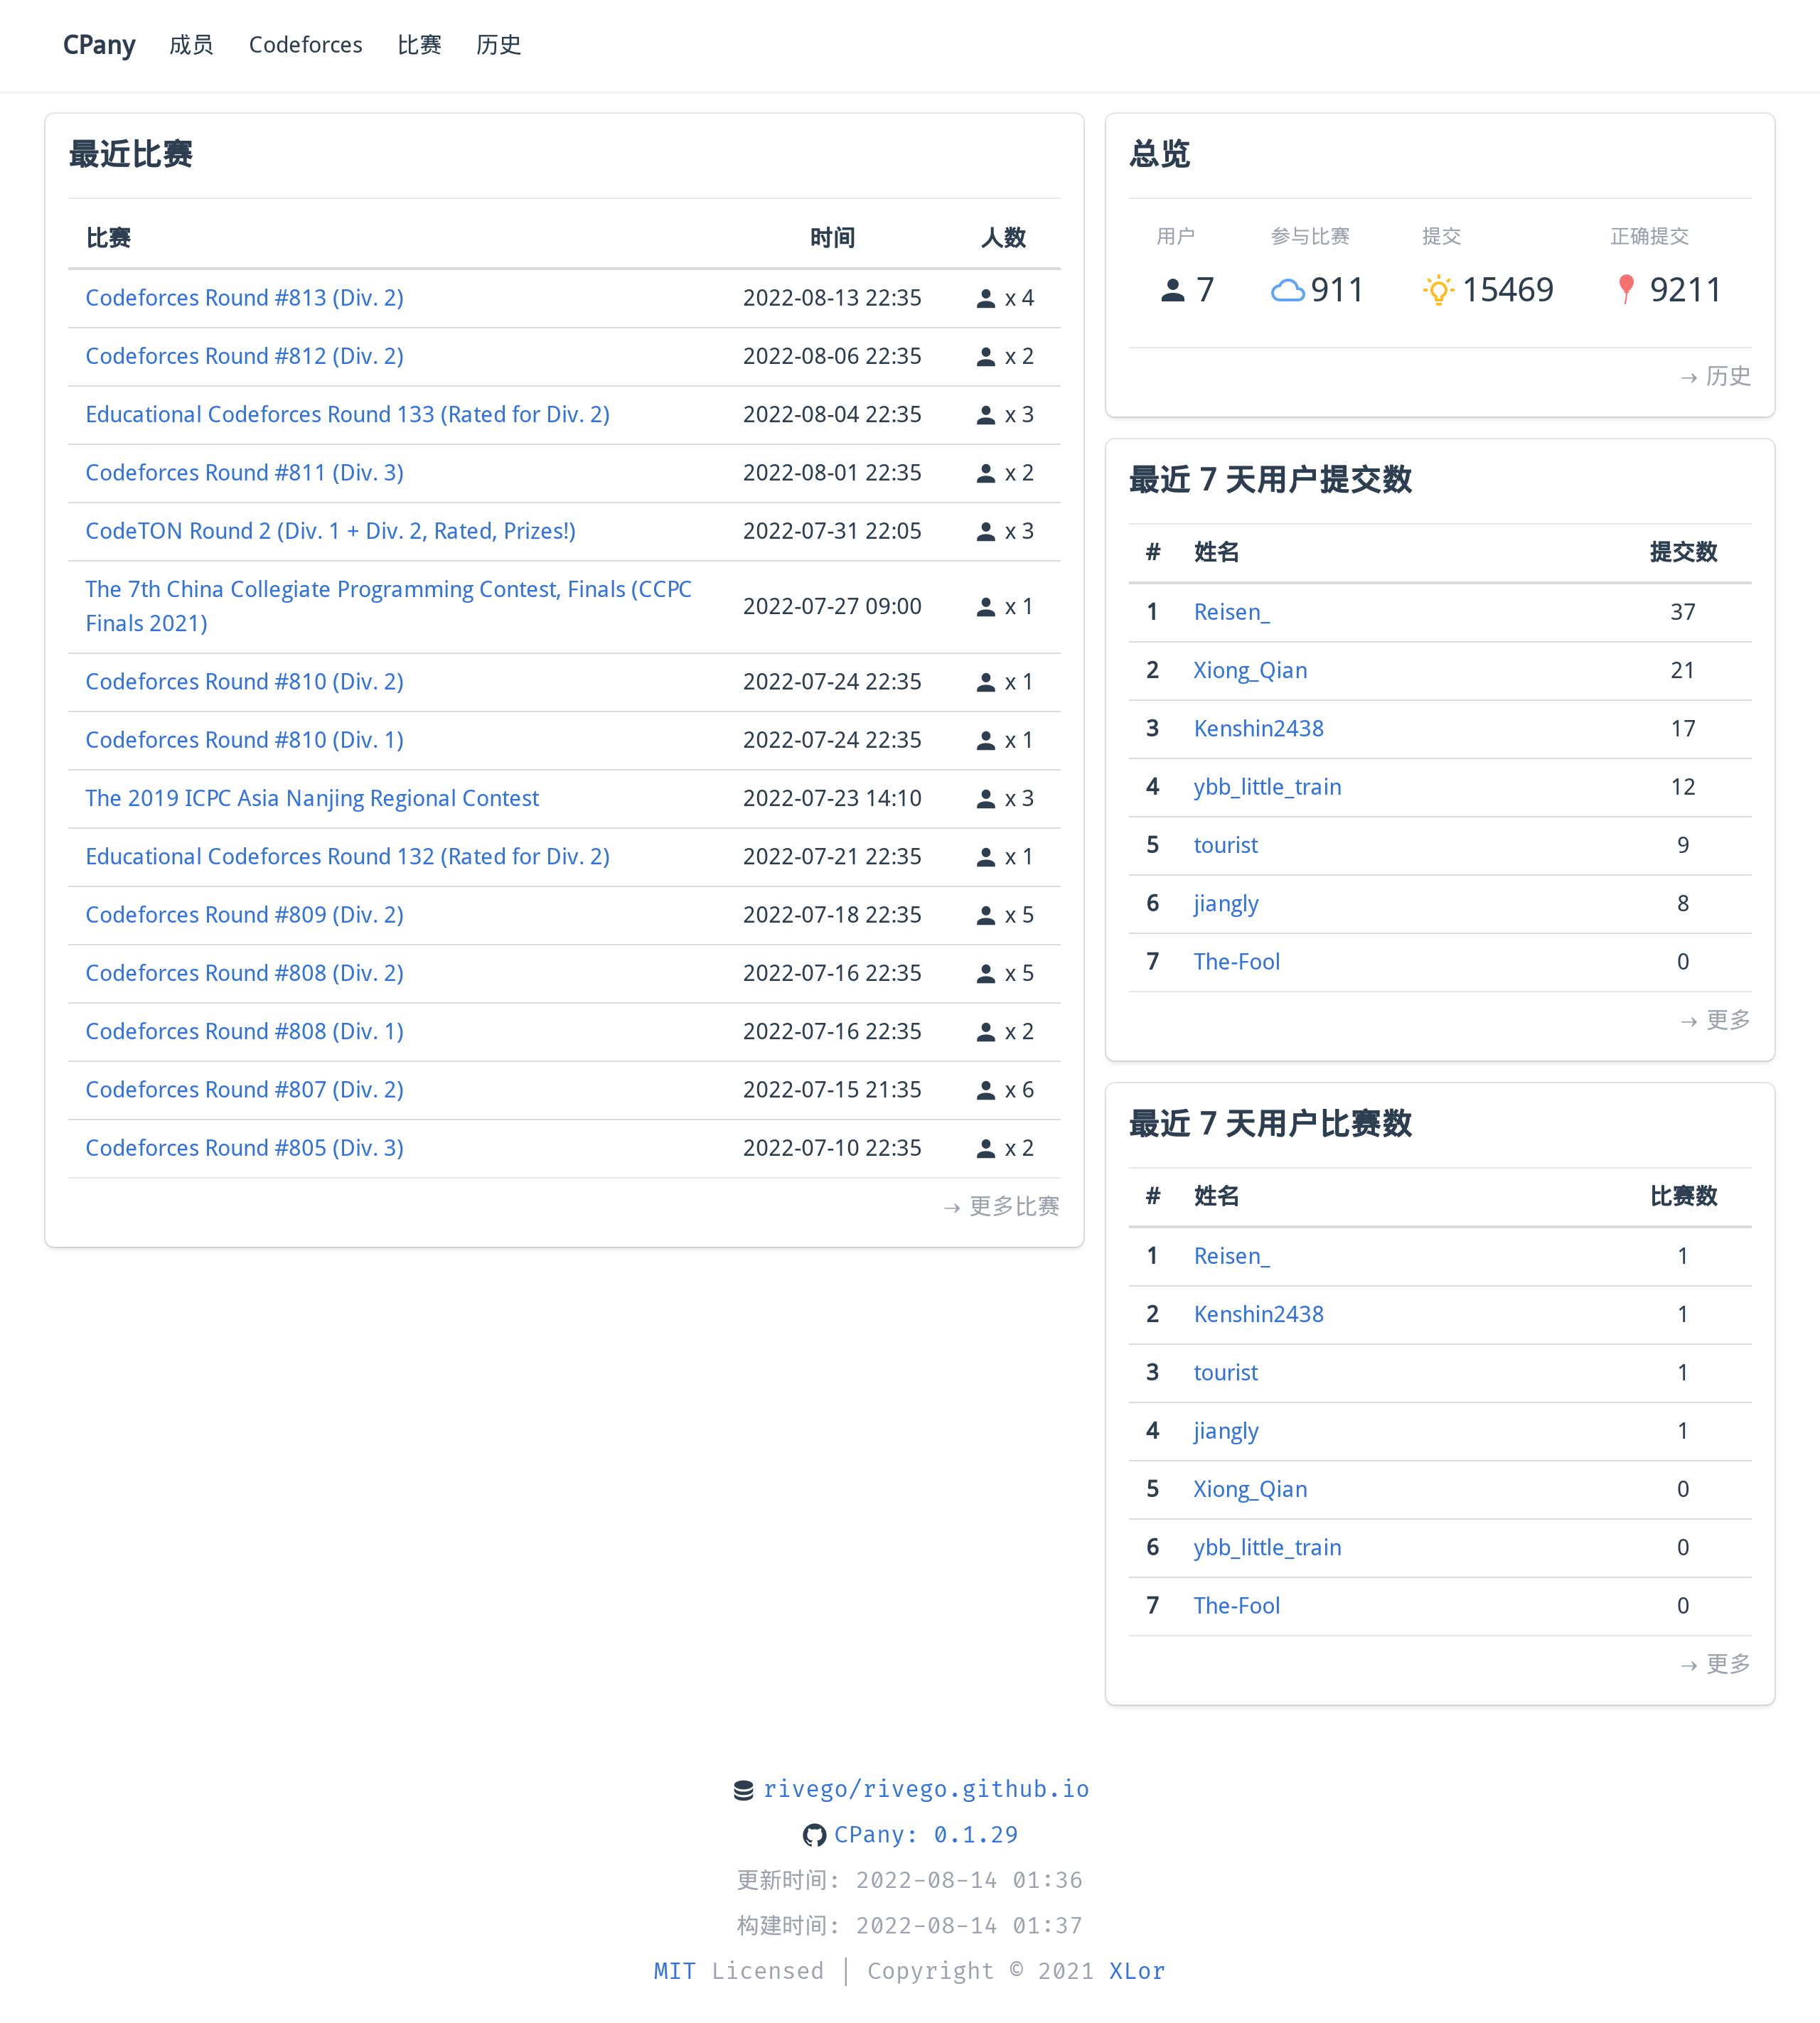 CPany 成员 Codeforces 比赛 历史
最近比赛
比赛 时间 人数
Codeforces Round #813 (Div. 2) 2022-08-13 22:35 x 4
Codeforces Round #812 (Div. 2) 2022-08-06 22:35 x 2
Educational Codeforces Round 133 (Rated for Div. 2) 2022-08-04 22:35 x 3
Codeforces Round #811 (Div. 3) 2022-08-01 22:35 x 2
CodeTON Round 2 (Div. 1 + Div. 2, Rated, Prizes!) 2022-07-31 22:05 x 3
The 7th China Collegiate Programming Contest, Finals (CCPC
Finals 2021) 2022-07-27 09:00 x 1
Codeforces Round #810 (Div. 2) 2022-07-24 22:35 x 1
Codeforces Round #810 (Div. 1) 2022-07-24 22:35 x 1
The 2019 ICPC Asia Nanjing Regional Contest 2022-07-23 14:10 x 3
Educational Codeforces Round 132 (Rated for Div. 2) 2022-07-21 22:35 x 1
Codeforces Round #809 (Div. 2) 2022-07-18 22:35 x 5
Codeforces Round #808 (Div. 2) 2022-07-16 22:35 x 5
Codeforces Round #808 (Div. 1) 2022-07-16 22:35 x 2
Codeforces Round #807 (Div. 2) 2022-07-15 21:35 x 6
Codeforces Round #805 (Div. 3) 2022-07-10 22:35 x 2
→ 更多比赛
总览
用户 参与比赛 提交 正确提交
7 911 15469 9211
→ 历史
最近 7 天用户提交数
# 姓名 提交数
1 Reisen_ 37
2 Xiong_Qian 21
3 Kenshin2438 17
4 ybb_little_train 12
5 tourist 9
6 jiangly 8
7 The-Fool 0
→ 更多
最近 7 天用户比赛数
# 姓名 比赛数
1 Reisen_ 1
2 Kenshin2438 1
3 tourist 1
4 jiangly 1
5 Xiong_Qian 0
6 ybb_little_train 0
7 The-Fool 0
→ 更多
rivego/rivego.github.io
CPany: 0.1.29
更新时间: 2022-08-14 01:36
构建时间: 2022-08-14 01:37
MIT Licensed | Copyright © 2021 XLor